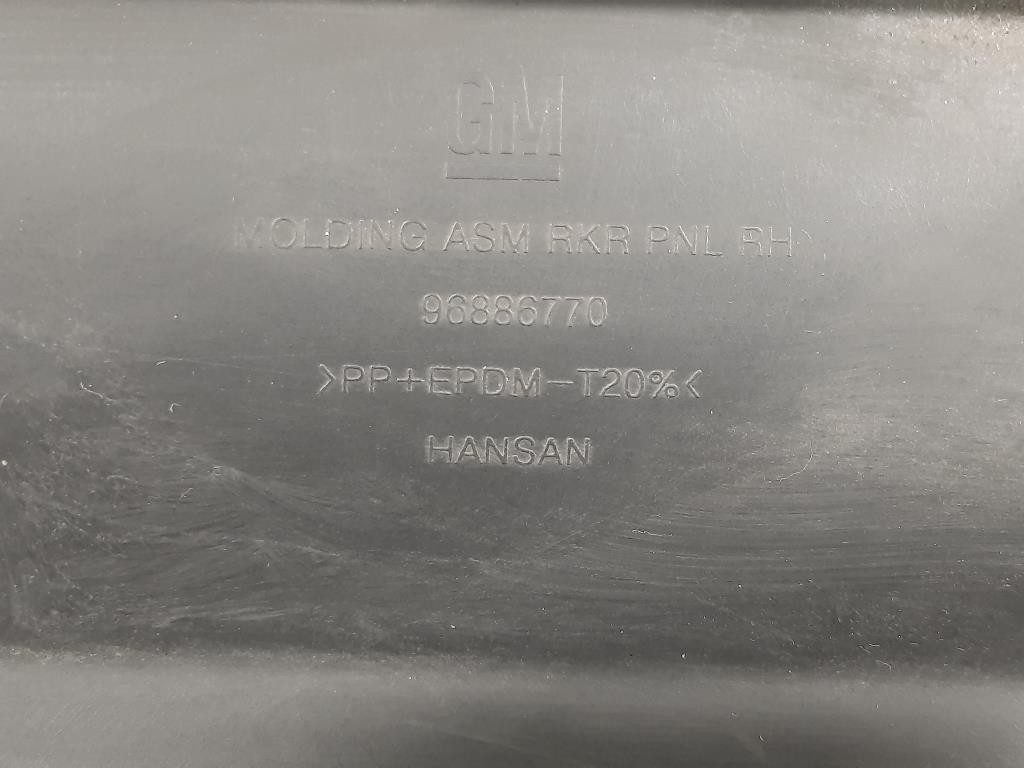 GM
MOLDING ASM RKR PNL RH
96886770
>PP+EPDM-T20%<
HANSAN